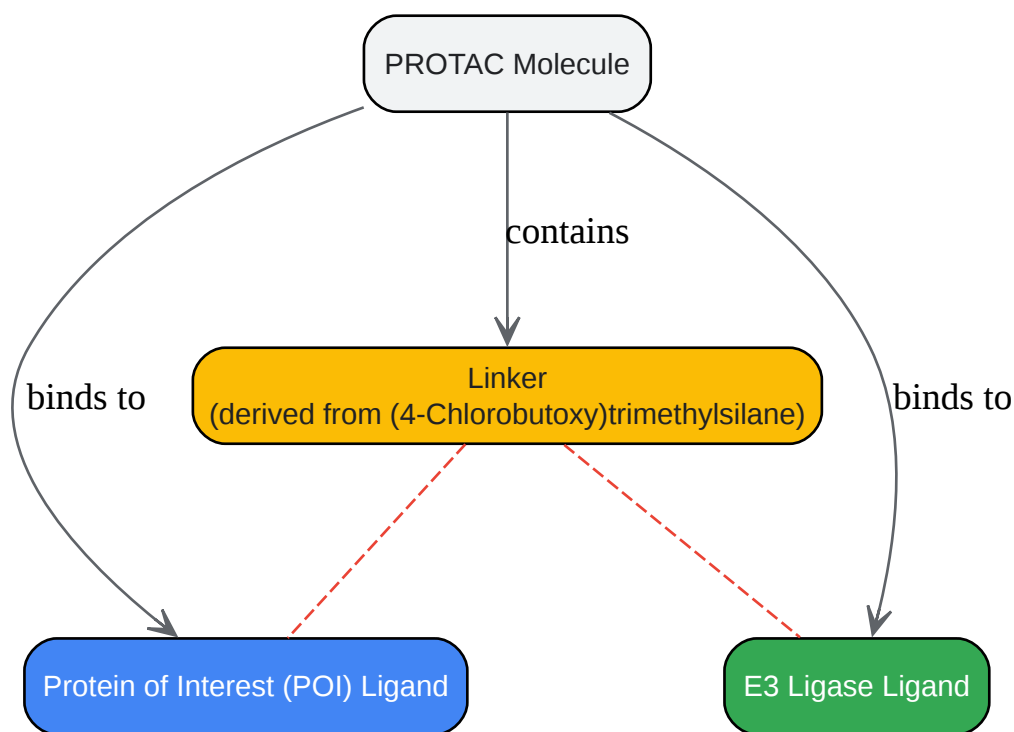 PROTAC Molecule
contains
Linker
(derived from (4-Chlorobutoxy)trimethylsilane)
binds to
binds to
Protein of Interest (POI) Ligand
E3 Ligase Ligand